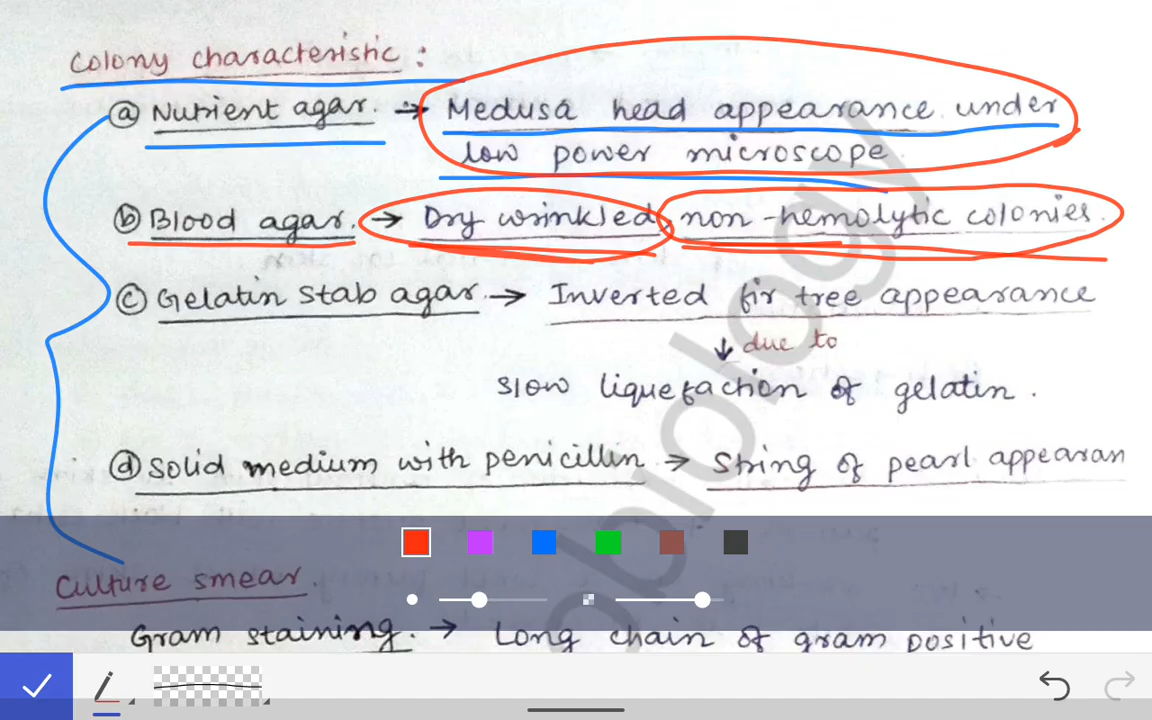 Colony characteristic :
ⓐ Nutrient agar. → Medusa head appearance under
low power microscope.
ⓑ Blood agar. → Dry wrinkled, non-hemolytic colonies.
ⓒ Gelatin stab agar. → Inverted fir tree appearance
↓ due to
slow liquefaction of gelatin.
ⓓ Solid medium with penicillin → String of pearl appearan
Culture smear.
Gram staining. → Long chain of gram positive